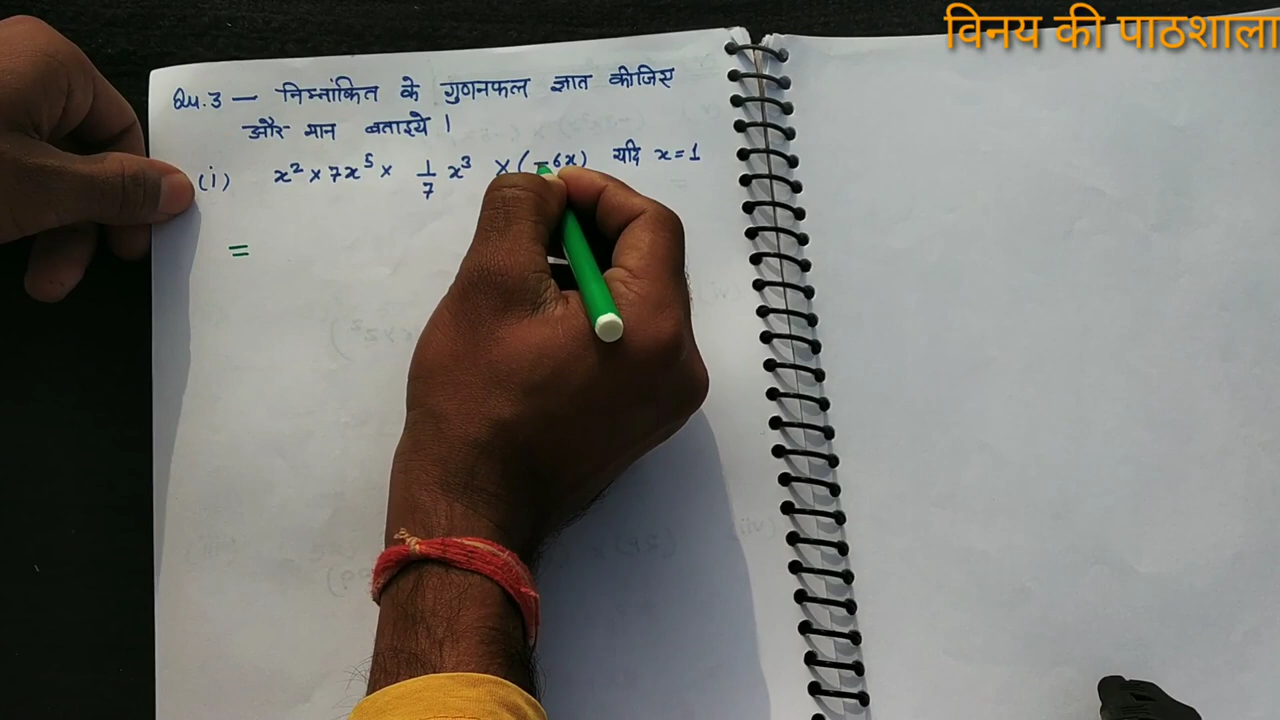 विनय की पाठशाला
Qu.3 — निम्नांकित के गुणनफल ज्ञात कीजिए
और मान बताइये ।
(i) x² × 7x⁵ × 1/7 x³ × (-6x) यदि x=1
=